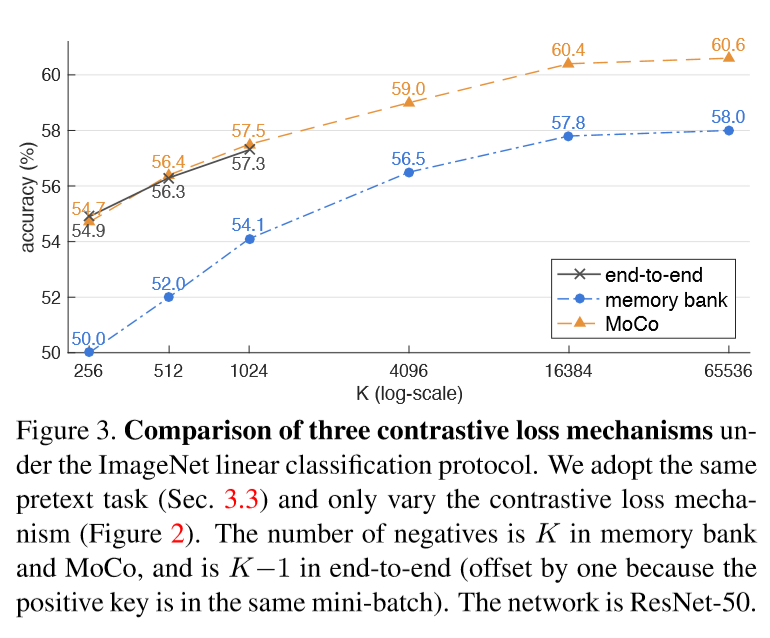 60.4
60.6
60
59.0
58
57.5
57.8
58.0
56.4
57.3
56.5
56
56.3
54.7
54.9
54.1
54
52.0
52
50.0
50
accuracy (%)
end-to-end
memory bank
MoCo
256
512
1024
4096
16384
65536
K (log-scale)
Figure 3. Comparison of three contrastive loss mechanisms un-
der the ImageNet linear classification protocol. We adopt the same
pretext task (Sec. 3.3) and only vary the contrastive loss mecha-
nism (Figure 2). The number of negatives is K in memory bank
and MoCo, and is K−1 in end-to-end (offset by one because the
positive key is in the same mini-batch). The network is ResNet-50.